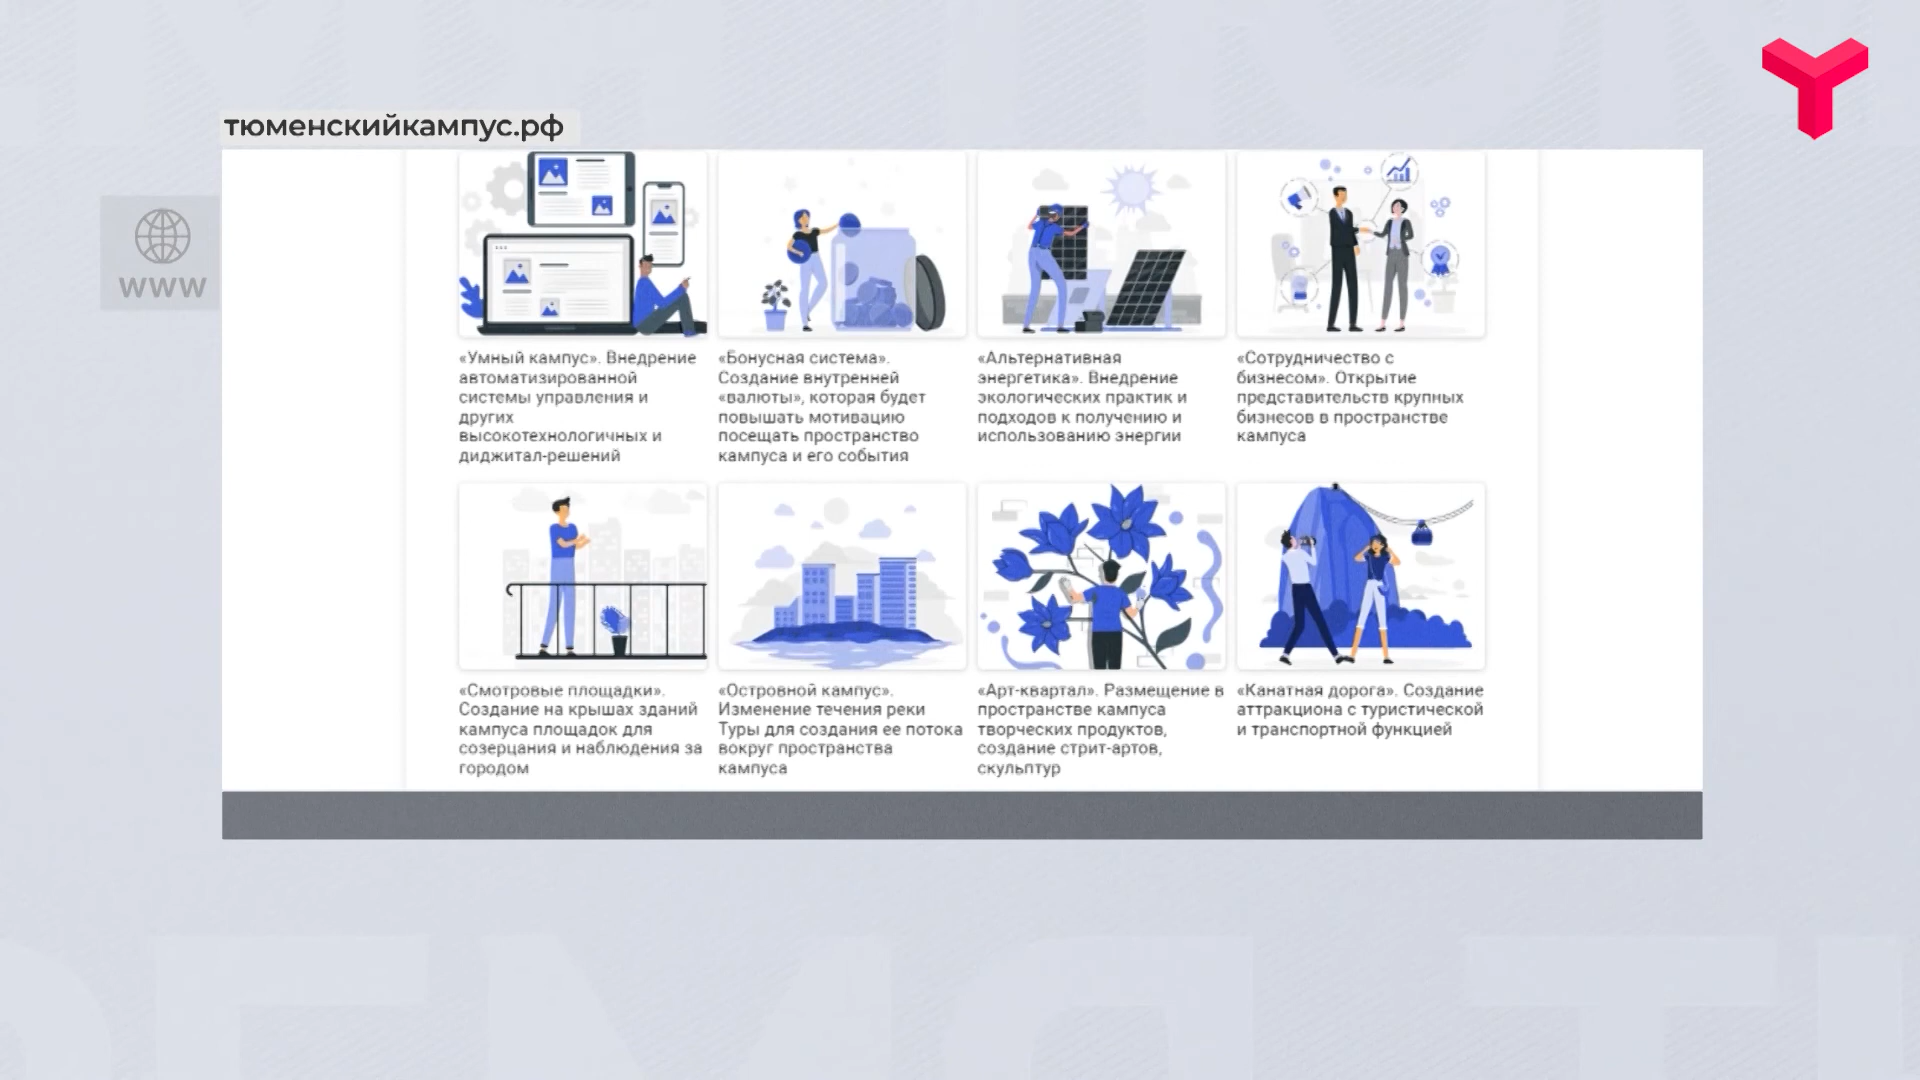 тюменскийкампус.рф
www
«Умный кампус». Внедрение
автоматизированной
системы управления и
других
высокотехнологичных и
диджитал-решений
«Бонусная система».
Создание внутренней
«валюты», которая будет
повышать мотивацию
посещать пространство
кампуса и его события
«Альтернативная
энергетика». Внедрение
экологических практик и
подходов к получению и
использованию энергии
«Сотрудничество с
бизнесом». Открытие
представительств крупных
бизнесов в пространстве
кампуса
«Смотровые площадки».
Создание на крышах зданий
кампуса площадок для
созерцания и наблюдения за
городом
«Островной кампус».
Изменение течения реки
Туры для создания ее потока
вокруг пространства
кампуса
«Арт-квартал». Размещение в
пространстве кампуса
творческих продуктов,
создание стрит-артов,
скульптур
«Канатная дорога». Создание
аттракциона с туристической
и транспортной функцией